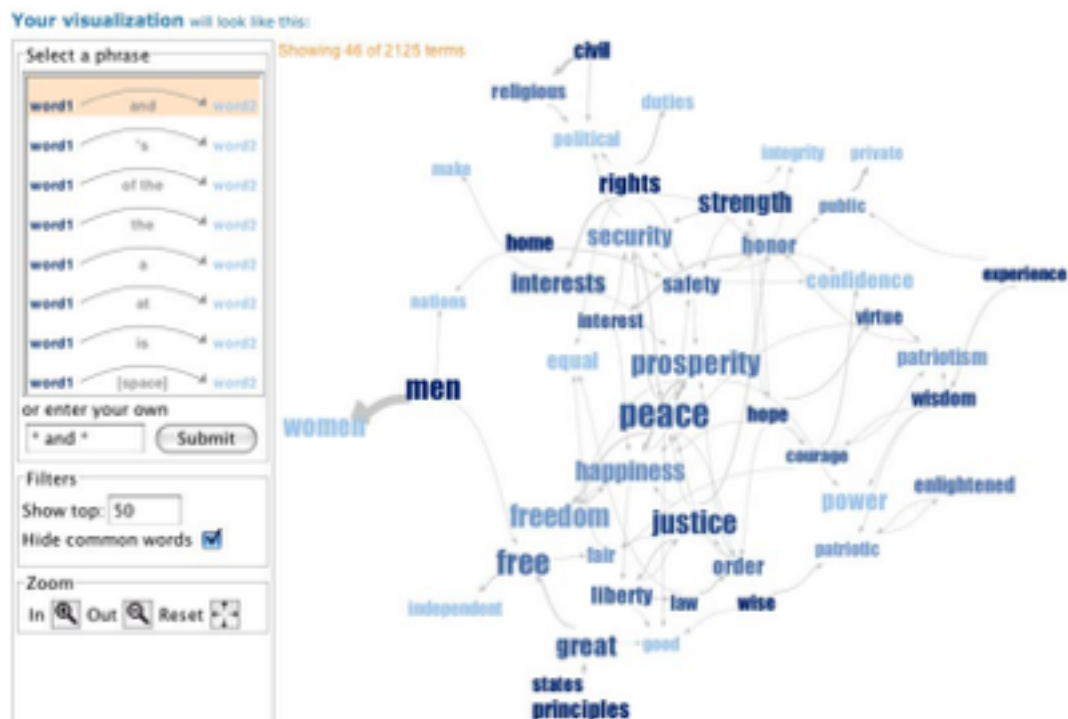 Your visualization will look like this:
Select a phrase
word1 and word2
word1 's word2
word1 of the word2
word1 the word2
word1 a word2
word1 at word2
word1 is word2
word1 [space] word2
or enter your own
* and * Submit
Filters
Show top: 50
Hide common words
Zoom
In Out Reset
Showing 46 of 2125 terms
civil
religious
duties
political
integrity private
make
rights
strength public
home security honor
interests safety confidence experience
nations
interest virtue
equal prosperity patriotism
men
peace hope wisdom
women
courage
happiness
enlightened
power
freedom justice
free fair order patriotic
independent liberty law wise
great good
states
principles